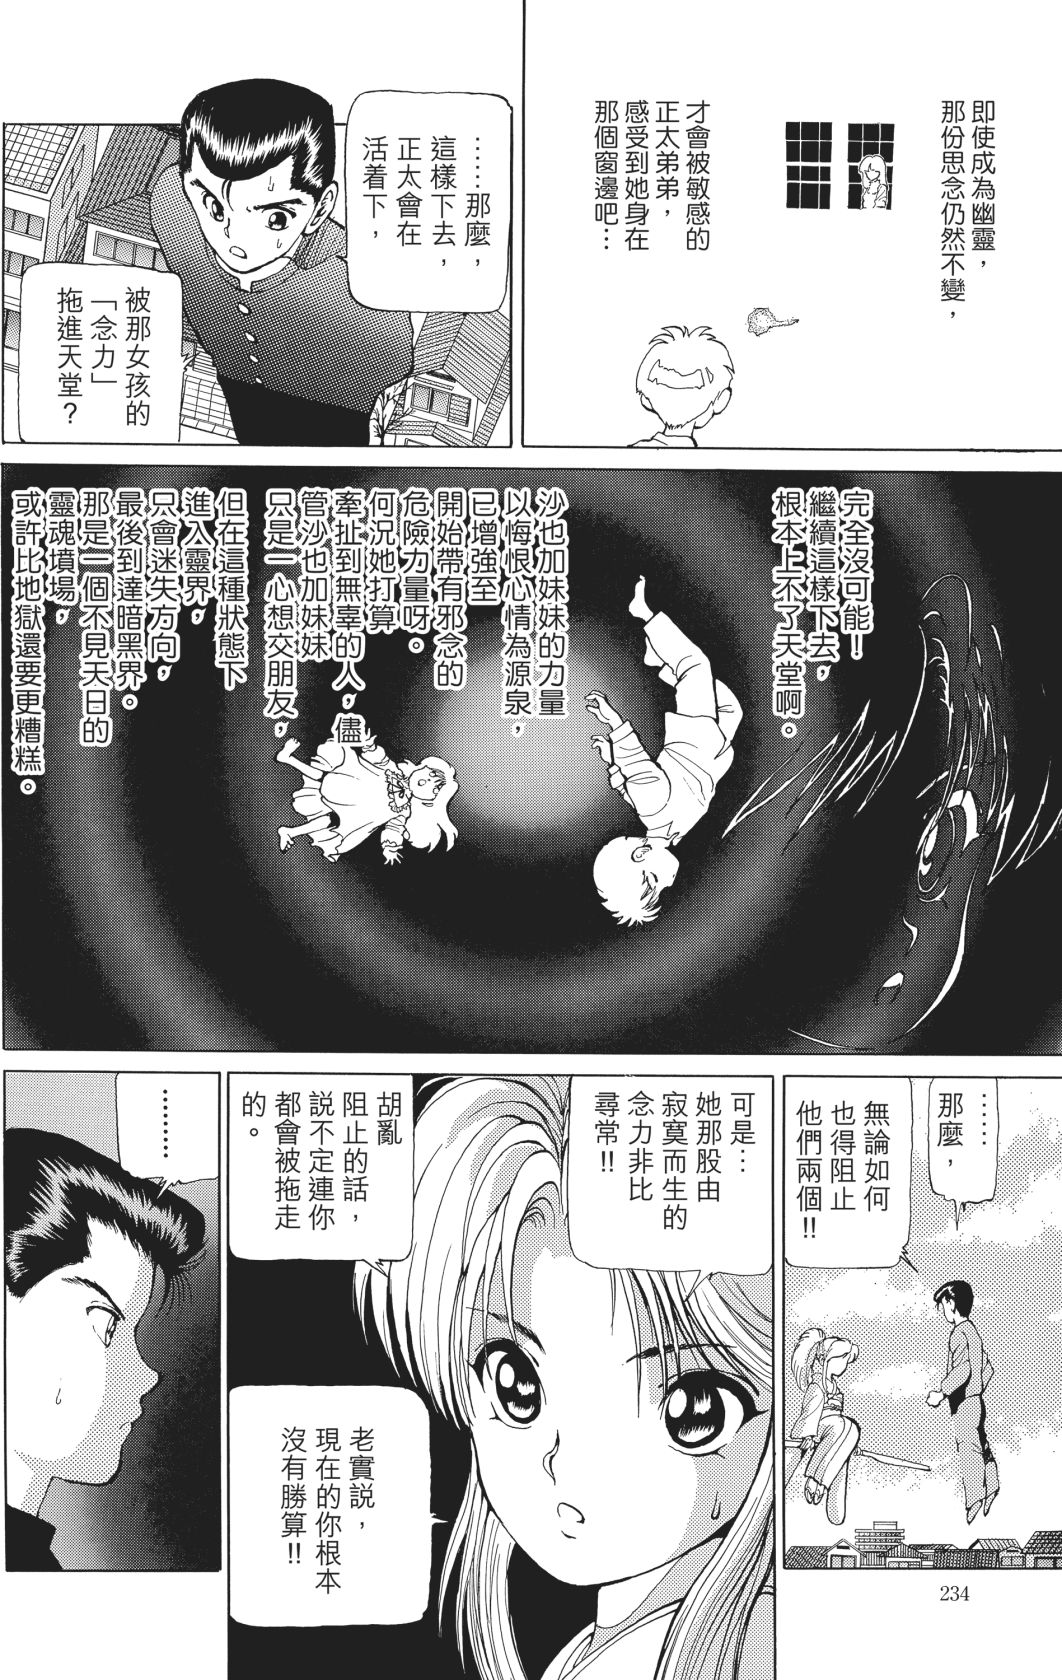 即使成為幽靈，
那份思念仍然不變，
才會被敏感的
正太弟弟，
感受到她身在
那個窗邊吧…
……那麼，
這樣下去，
正太會在
活着下，
被那女孩的
「念力」
拖進天堂？
完全沒可能！
繼續這樣下去，
根本上不了天堂啊。
沙也加妹妹的力量
以悔恨心情為源泉，
已增強至
開始帶有邪念的
危險力量呀。
何況她打算
牽扯到無辜的人，儘
管沙也加妹妹
只是一心想交朋友，
但在這種狀態下
進入靈界，
只會迷失方向，
最後到達暗黑界。
那是一個不見天日的
靈魂墳場，
或許比地獄還要更糟糕。
……
那麼，
無論如何
也得阻止
他們兩個!!
可是…
她那股由
寂寞而生的
念力非比
尋常!!
胡亂
阻止的話，
說不定連你
都會被拖走
的。
老實說，
現在的你根本
沒有勝算!!
………
234